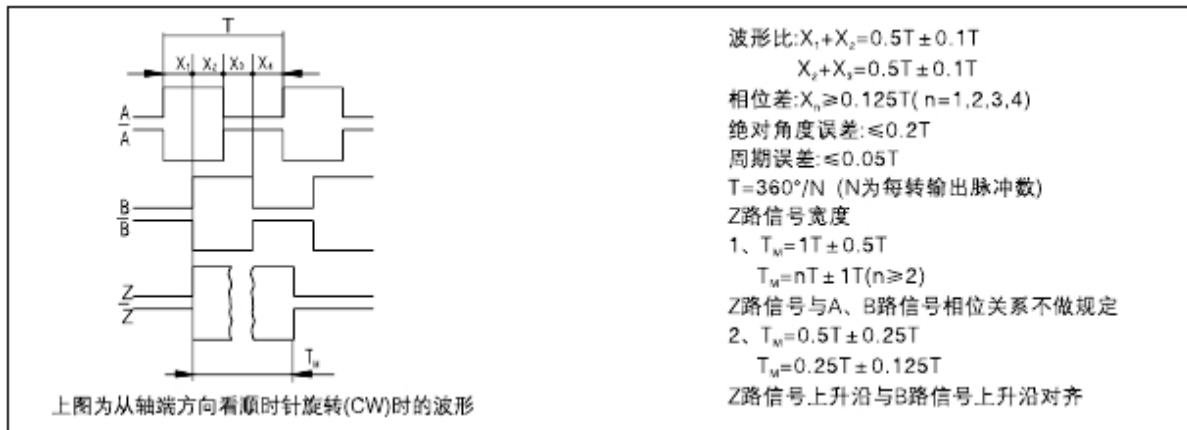 T
X₁ X₂ X₃ X₄
A
A
B
B
Z
Z
Tₘ
上图为从轴端方向看顺时针旋转(CW)时的波形
波形比:X₁+X₂=0.5T±0.1T
X₂+X₃=0.5T±0.1T
相位差:Xₙ≥0.125T( n=1,2,3,4)
绝对角度误差:≤0.2T
周期误差:≤0.05T
T=360°/N (N为每转输出脉冲数)
Z路信号宽度
1、Tₘ=1T±0.5T
Tₘ=nT±1T(n≥2)
Z路信号与A、B路信号相位关系不做规定
2、Tₘ=0.5T±0.25T
Tₘ=0.25T±0.125T
Z路信号上升沿与B路信号上升沿对齐